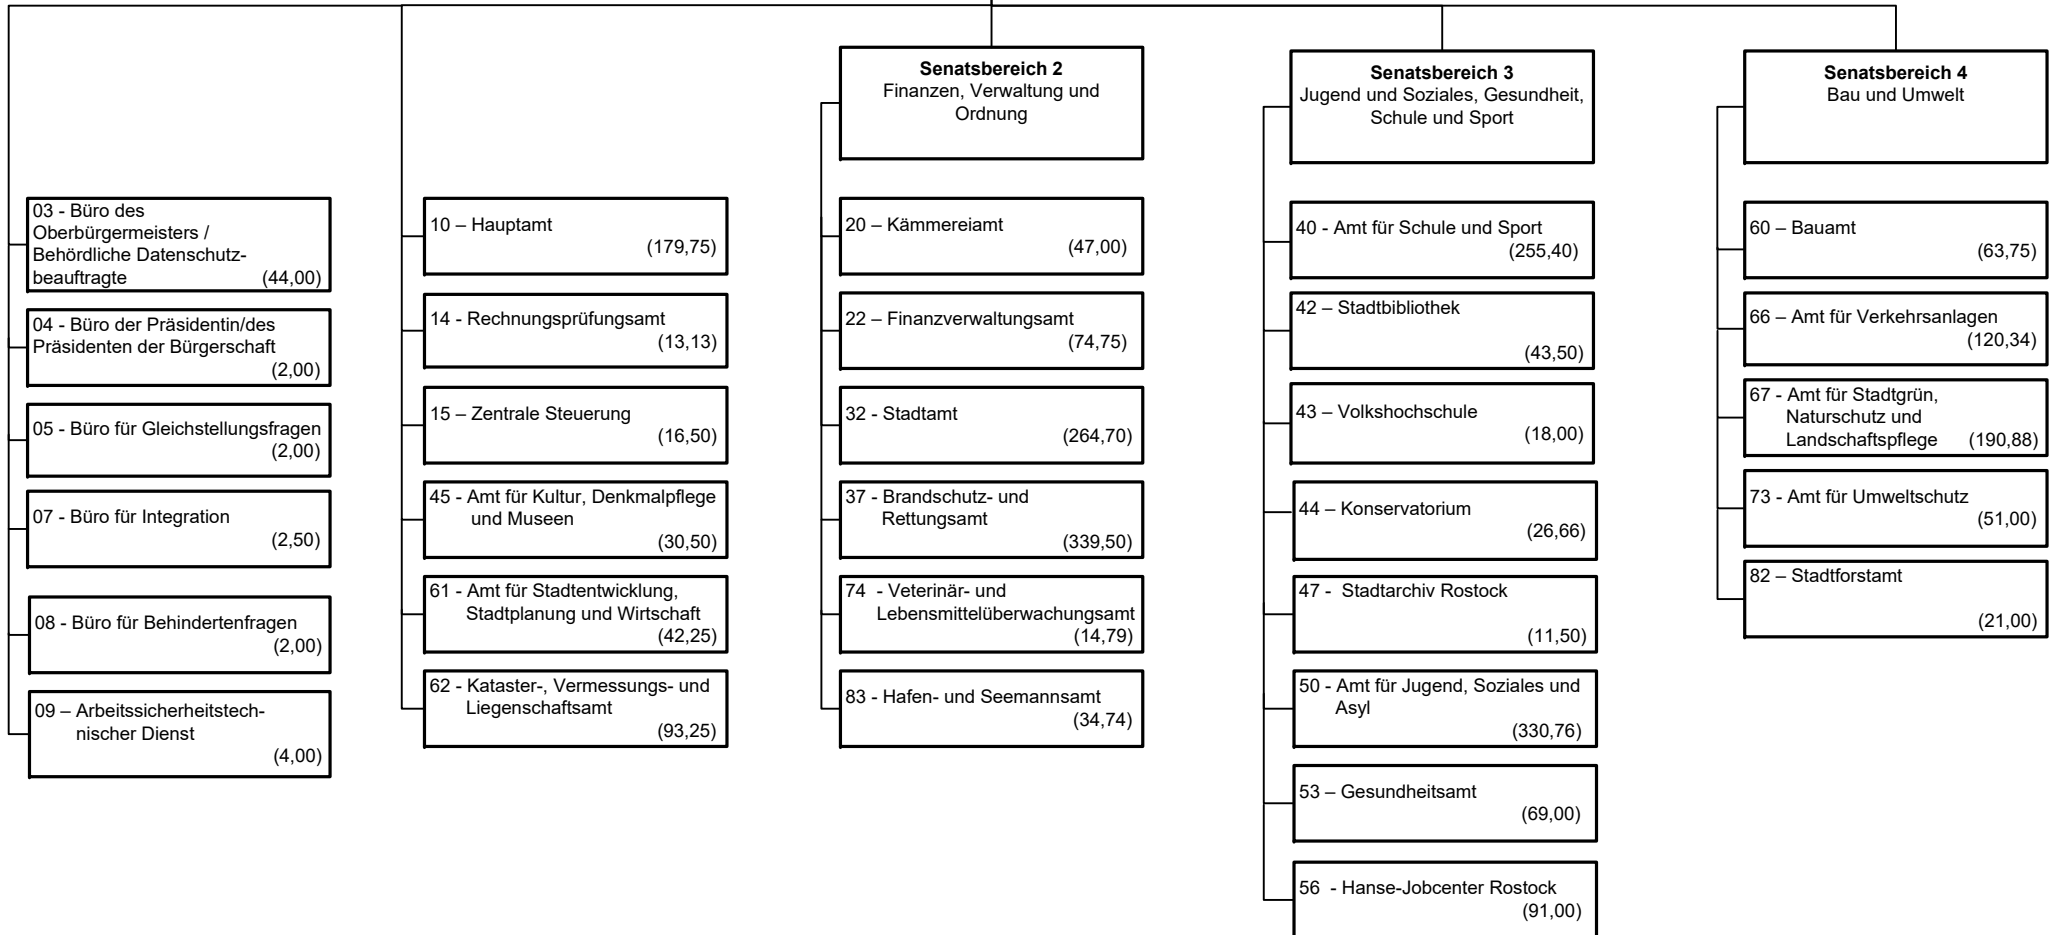 03 - Büro des
Oberbürgermeisters /
Behördliche Datenschutz-
beauftragte (44,00)
04 - Büro der Präsidentin/des
Präsidenten der Bürgerschaft
(2,00)
05 - Büro für Gleichstellungsfragen
(2,00)
07 - Büro für Integration
(2,50)
08 - Büro für Behindertenfragen
(2,00)
09 – Arbeitssicherheitstech-
nischer Dienst
(4,00)
10 – Hauptamt
(179,75)
14 - Rechnungsprüfungsamt
(13,13)
15 – Zentrale Steuerung
(16,50)
45 - Amt für Kultur, Denkmalpflege
und Museen
(30,50)
61 - Amt für Stadtentwicklung,
Stadtplanung und Wirtschaft
(42,25)
62 - Kataster-, Vermessungs- und
Liegenschaftsamt
(93,25)
Senatsbereich 2
Finanzen, Verwaltung und
Ordnung
20 – Kämmereiamt
(47,00)
22 – Finanzverwaltungsamt
(74,75)
32 - Stadtamt
(264,70)
37 - Brandschutz- und
Rettungsamt
(339,50)
74 - Veterinär- und
Lebensmittelüberwachungsamt
(14,79)
83 - Hafen- und Seemannsamt
(34,74)
Senatsbereich 3
Jugend und Soziales, Gesundheit,
Schule und Sport
40 - Amt für Schule und Sport
(255,40)
42 – Stadtbibliothek
(43,50)
43 – Volkshochschule
(18,00)
44 – Konservatorium
(26,66)
47 - Stadtarchiv Rostock
(11,50)
50 - Amt für Jugend, Soziales und
Asyl
(330,76)
53 – Gesundheitsamt
(69,00)
56 - Hanse-Jobcenter Rostock
(91,00)
Senatsbereich 4
Bau und Umwelt
60 – Bauamt
(63,75)
66 – Amt für Verkehrsanlagen
(120,34)
67 - Amt für Stadtgrün,
Naturschutz und
Landschaftspflege (190,88)
73 - Amt für Umweltschutz
(51,00)
82 – Stadtforstamt
(21,00)